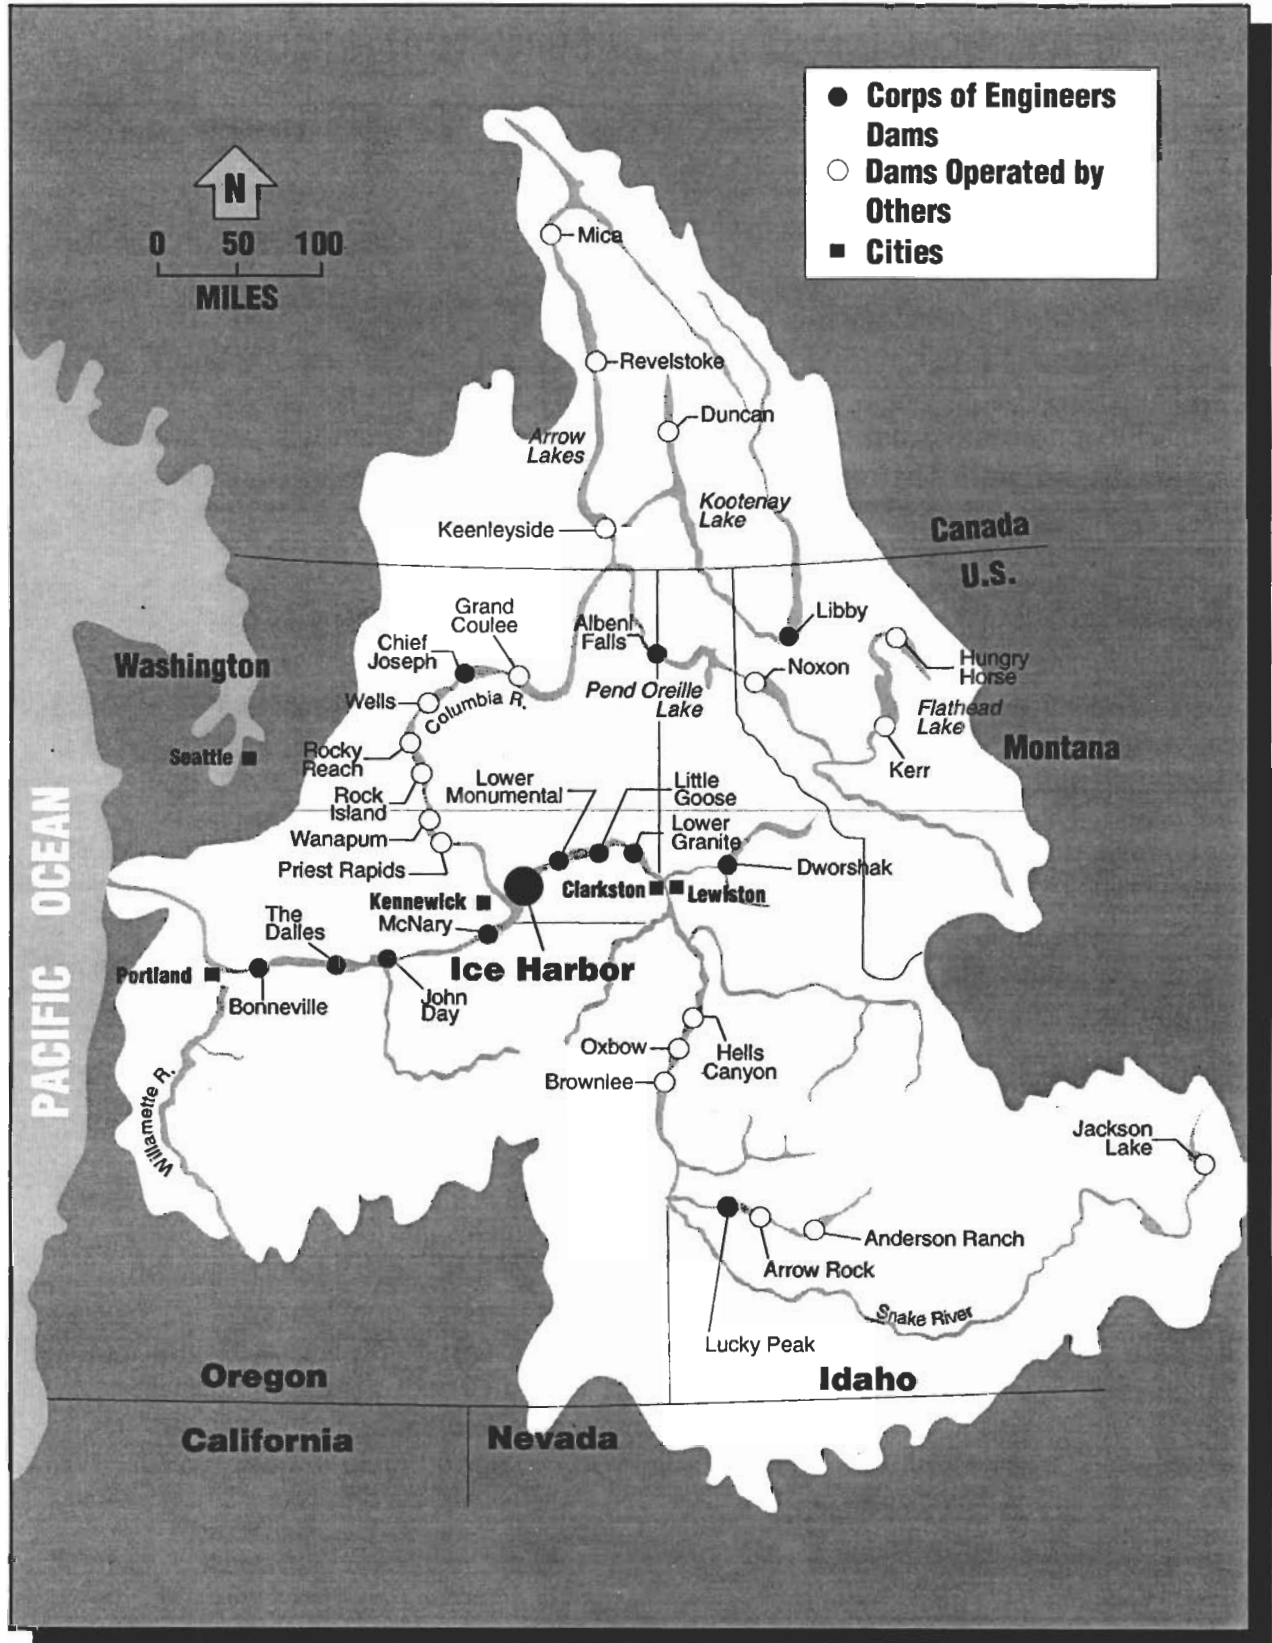 Corps of Engineers
Dams
Dams Operated by
Others
Cities
N
0 50 100
MILES
Mica
Revelstoke
Duncan
Arrow
Lakes
Kootenay
Lake
Keenleyside
Canada
U.S.
Grand
Coulee
Albeni
Falls
Libby
Chief
Joseph
Hungry
Horse
Washington
Noxon
Wells
Columbia R.
Pend Oreille
Lake
Flathead
Lake
Seattle
Rocky
Reach
Montana
Kerr
Rock
Island
Lower
Monumental
Little
Goose
Wanapum
Lower
Granite
Priest Rapids
Dworshak
Clarkston
Lewiston
Kennewick
McNary
The
Dalles
Ice Harbor
Portland
Bonneville
John
Day
PACIFIC OCEAN
Oxbow
Hells
Canyon
Brownlee
Willamette R.
Jackson
Lake
Anderson Ranch
Arrow Rock
Snake River
Lucky Peak
Oregon
Idaho
California
Nevada